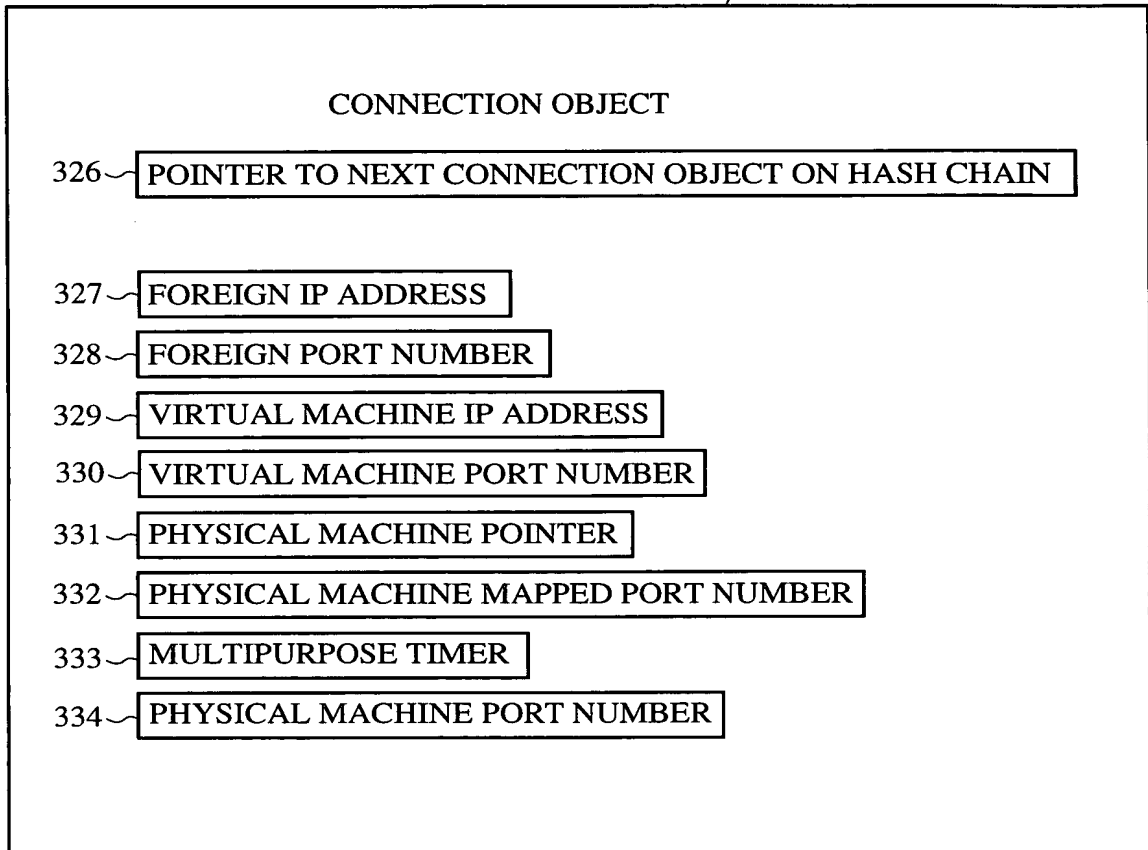 CONNECTION OBJECT
326 POINTER TO NEXT CONNECTION OBJECT ON HASH CHAIN
327 FOREIGN IP ADDRESS
328 FOREIGN PORT NUMBER
329 VIRTUAL MACHINE IP ADDRESS
330 VIRTUAL MACHINE PORT NUMBER
331 PHYSICAL MACHINE POINTER
332 PHYSICAL MACHINE MAPPED PORT NUMBER
333 MULTIPURPOSE TIMER
334 PHYSICAL MACHINE PORT NUMBER